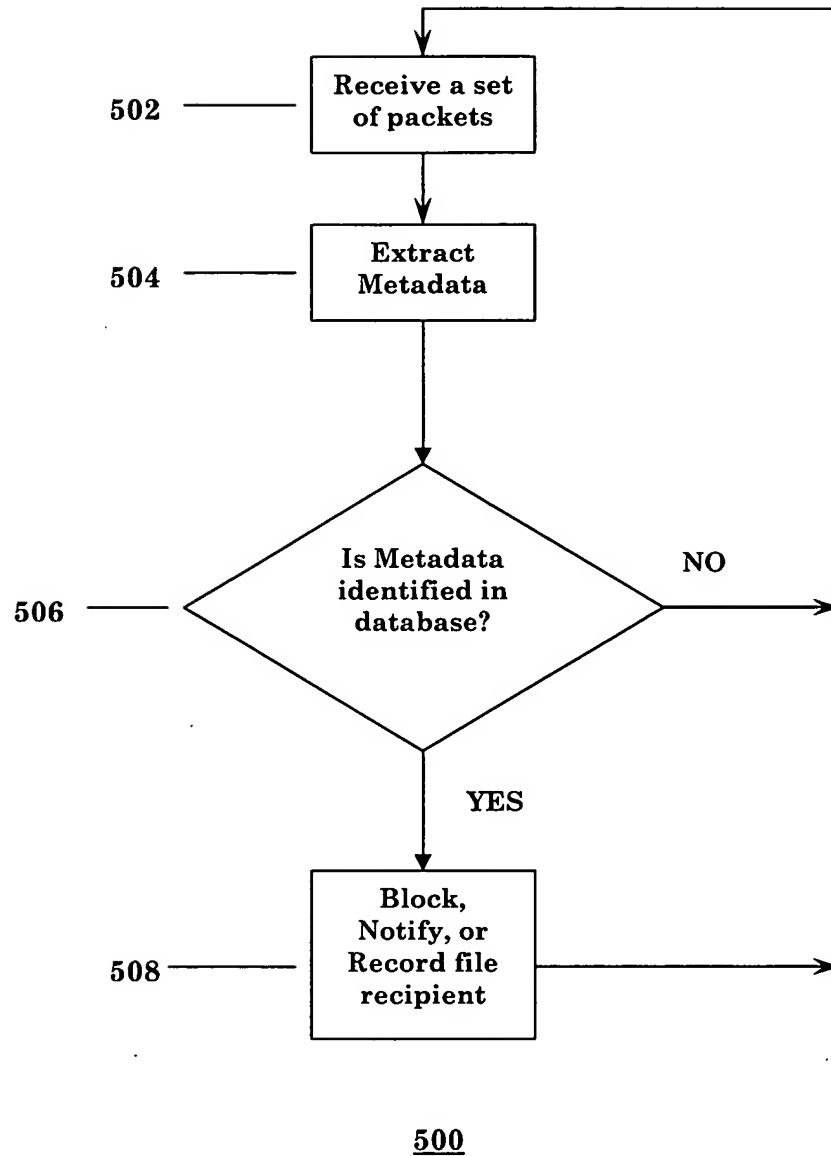 502
Receive a set
of packets
504
Extract
Metadata
506
Is Metadata
identified in
database?
NO
YES
508
Block,
Notify, or
Record file
recipient
500